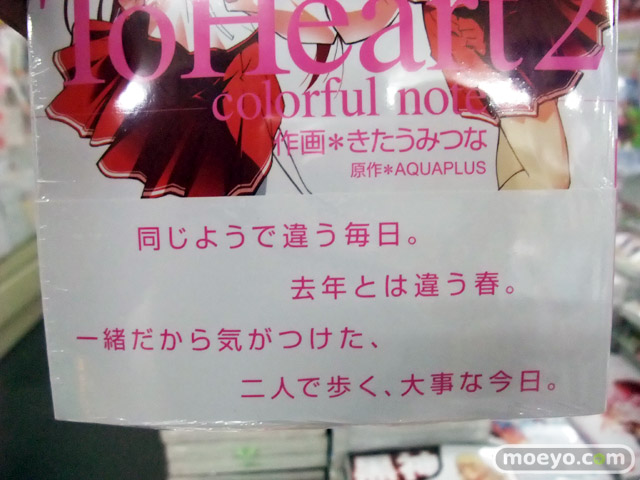 ToHeart2
colorful note
作画＊きたうみつな
原作＊AQUAPLUS
同じようで違う毎日。
去年とは違う春。
一緒だから気がつけた、
二人で歩く、大事な今日。
黒神
moeyo.com